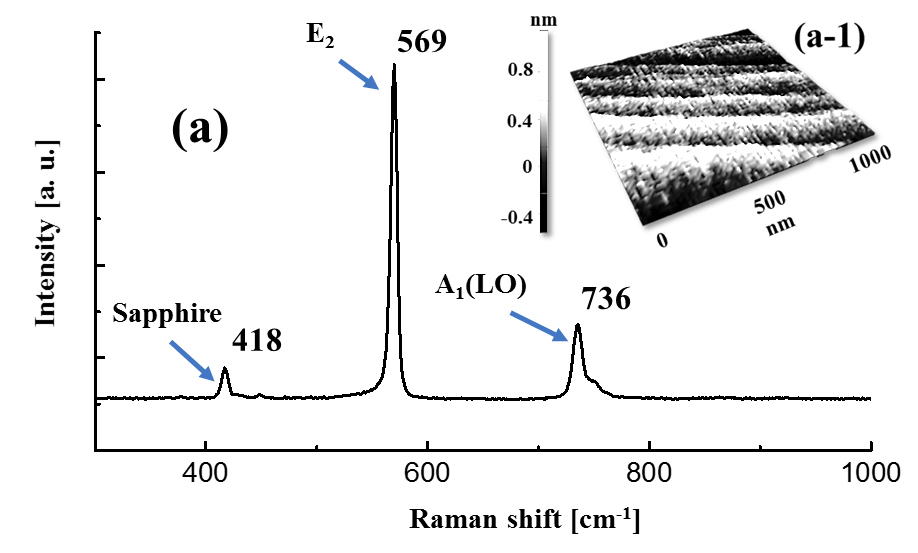 (a)
E₂
569
Sapphire
418
A₁(LO)
736
Intensity [a. u.]
400
600
800
1000
Raman shift [cm⁻¹]
(a-1)
nm
0.8
0.4
0
-0.4
0
500
1000
nm